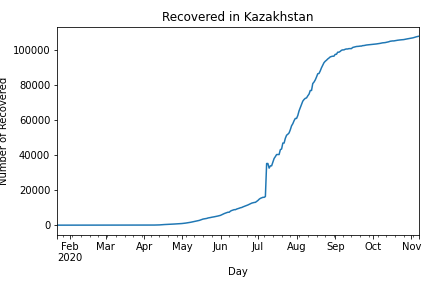 Recovered in Kazakhstan
Number of Recovered
100000
80000
60000
40000
20000
0
Feb Mar Apr May Jun Jul Aug Sep Oct Nov
2020
Day